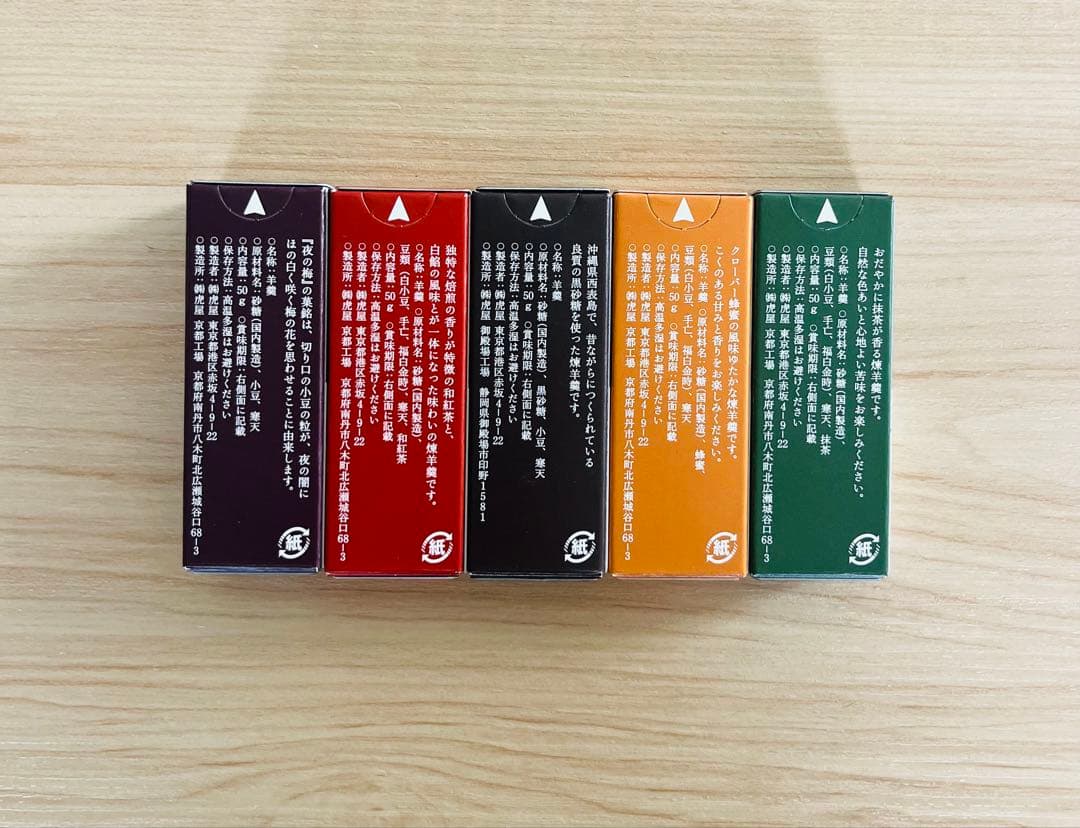 『夜の梅』の菓銘は、切り口の小豆の粒が、夜の闇に
ほの白く咲く梅の花を思わせることに由来します。
○名称:羊羹
○原材料名:砂糖(国内製造)、小豆、寒天
○内容量:50g ○賞味期限:右側面に記載
○保存方法:高温多湿はお避けください
○製造者:㈱虎屋 東京都港区赤坂4-9-22
○製造所:㈱虎屋 京都工場 京都府南丹市八木町北広瀬城谷口68-3
紙
独特な焙煎の香りが特徴の和紅茶と、
白餡の風味とが一体になった味わいの煉羊羹です。
○名称:羊羹 ○原材料名:砂糖(国内製造)、
豆類(白小豆、手亡、福白金時)、寒天、和紅茶
○内容量:50g ○賞味期限:右側面に記載
○保存方法:高温多湿はお避けください
○製造者:㈱虎屋 東京都港区赤坂4-9-22
○製造所:㈱虎屋 京都工場 京都府南丹市八木町北広瀬城谷口68-3
紙
沖縄県西表島で、昔ながらにつくられている
良質の黒砂糖を使った煉羊羹です。
○名称:羊羹
○原材料名:砂糖(国内製造)、黒砂糖、小豆、寒天
○内容量:50g ○賞味期限:右側面に記載
○保存方法:高温多湿はお避けください
○製造者:㈱虎屋 東京都港区赤坂4-9-22
○製造所:㈱虎屋 御殿場工場 静岡県御殿場市印野1581
紙
クローバー蜂蜜の風味ゆたかな煉羊羹です。
こくのある甘みと香りをお楽しみください。
○名称:羊羹 ○原材料名:砂糖(国内製造)、
豆類(白小豆、手亡、福白金時)、寒天、蜂蜜、
○内容量:50g ○賞味期限:右側面に記載
○保存方法:高温多湿はお避けください
○製造者:㈱虎屋 東京都港区赤坂4-9-22
○製造所:㈱虎屋 京都工場 京都府南丹市八木町北広瀬城谷口68-3
紙
おだやかに抹茶が香る煉羊羹です。
自然な色あいと心地よい苦味をお楽しみください。
○名称:羊羹 ○原材料名:砂糖(国内製造)、
豆類(白小豆、手亡、福白金時)、寒天、抹茶
○内容量:50g ○賞味期限:右側面に記載
○保存方法:高温多湿はお避けください
○製造者:㈱虎屋 東京都港区赤坂4-9-22
○製造所:㈱虎屋 京都工場 京都府南丹市八木町北広瀬城谷口68-3
紙